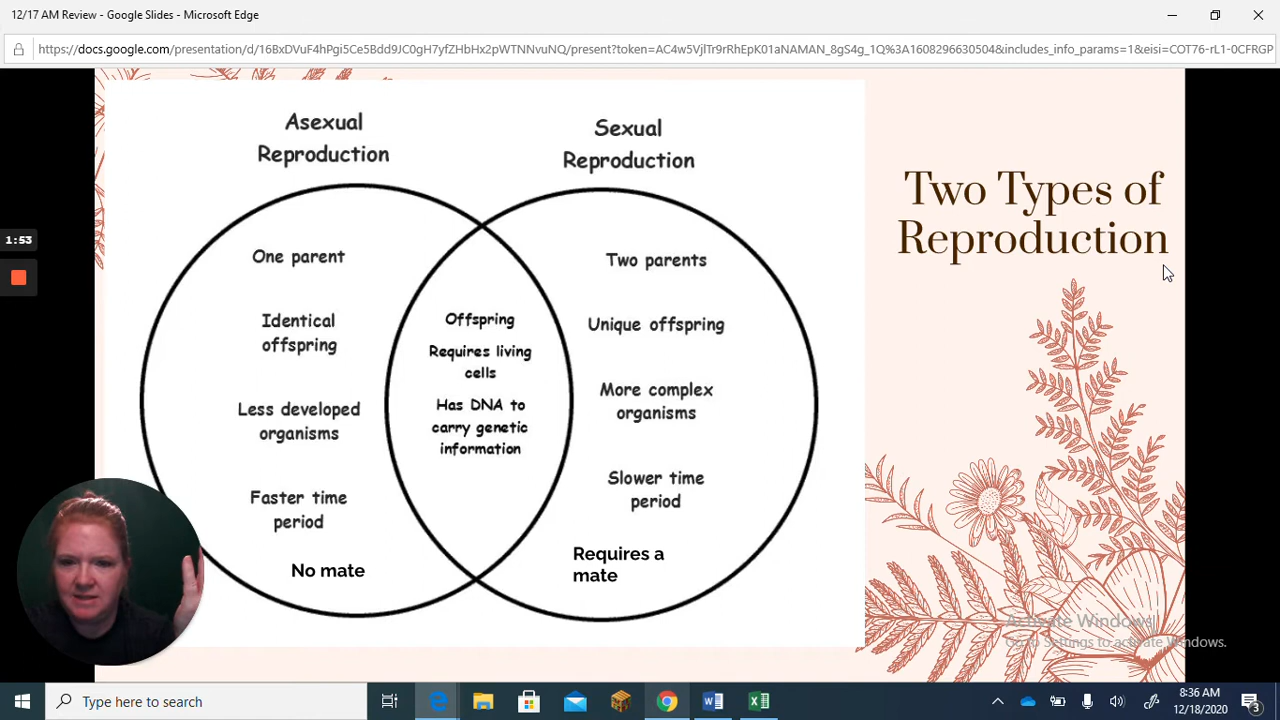 12/17 AM Review - Google Slides - Microsoft Edge
https://docs.google.com/presentation/d/16BxDVuF4hPgi5Ce5Bdd9JC0gH7yfZHbHx2pWTNNvuNQ/present?token=AC4w5VjlTr9rRhEpK01aNAMAN_8gS4g_1Q%3A1608296630504&includes_info_params=1&eisi=COT76-rL1-0CFRGP
Asexual
Reproduction
Sexual
Reproduction
Two Types of
Reproduction
1:53
One parent
Identical
offspring
Less developed
organisms
Faster time
period
No mate
Offspring
Requires living
cells
Has DNA to
carry genetic
information
Two parents
Unique offspring
More complex
organisms
Slower time
period
Requires a
mate
Activate Windows
Go to Settings to activate Windows.
Type here to search
8:36 AM
12/18/2020
3